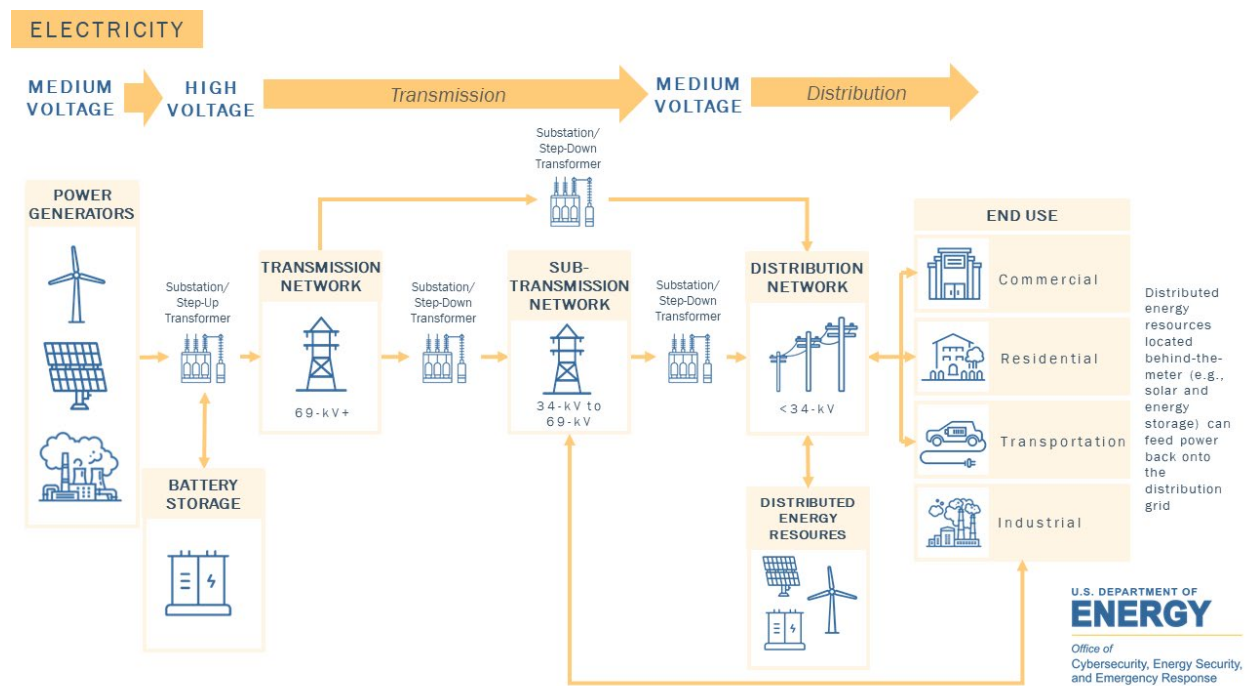 ELECTRICITY
MEDIUM
VOLTAGE
HIGH
VOLTAGE
Transmission
MEDIUM
VOLTAGE
Distribution
Substation/
Step-Down
Transformer
POWER
GENERATORS
Substation/
Step-Up
Transformer
BATTERY
STORAGE
TRANSMISSION
NETWORK
69-kV+
Substation/
Step-Down
Transformer
SUB-
TRANSMISSION
NETWORK
34-kV to
69-kV
Substation/
Step-Down
Transformer
DISTRIBUTION
NETWORK
<34-kV
DISTRIBUTED
ENERGY
RESOURES
END USE
Commercial
Residential
Transportation
Industrial
Distributed
energy
resources
located
behind-the-
meter (e.g.,
solar and
energy
storage) can
feed power
back onto
the
distribution
grid
U.S. DEPARTMENT OF
ENERGY
Office of
Cybersecurity, Energy Security,
and Emergency Response